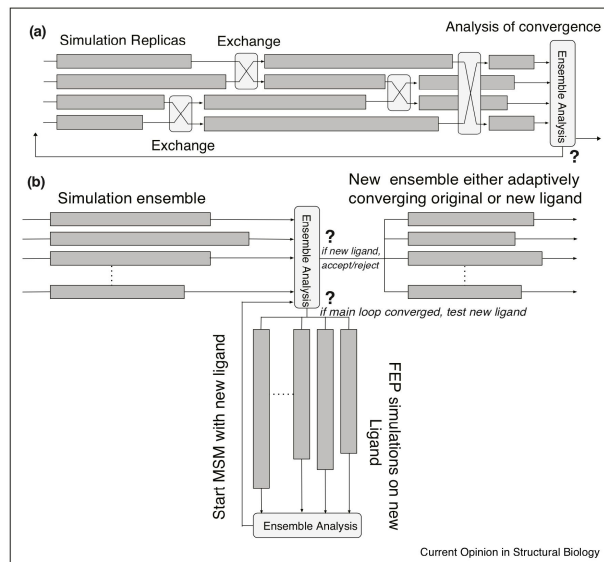 (a)
Simulation Replicas
Exchange
Analysis of convergence
Ensemble Analysis
Exchange
?
(b)
Simulation ensemble
New ensemble either adaptively
converging original or new ligand
Ensemble Analysis
?
if new ligand,
accept/reject
?
if main loop converged, test new ligand
Start MSM with new ligand
FEP simulations on new
Ligand
Ensemble Analysis
Current Opinion in Structural Biology